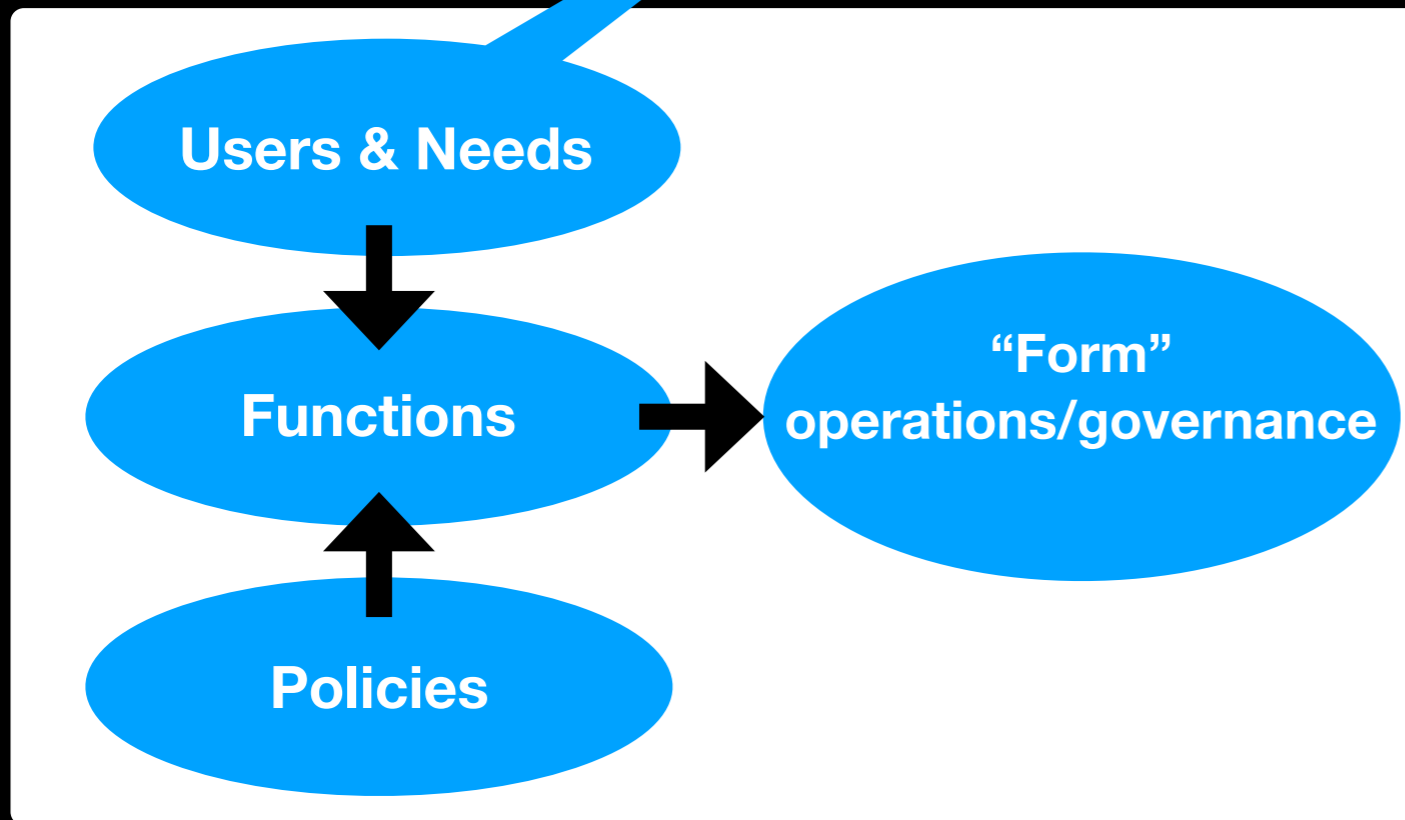 Users & Needs
Functions
“Form”
operations/governance
Policies